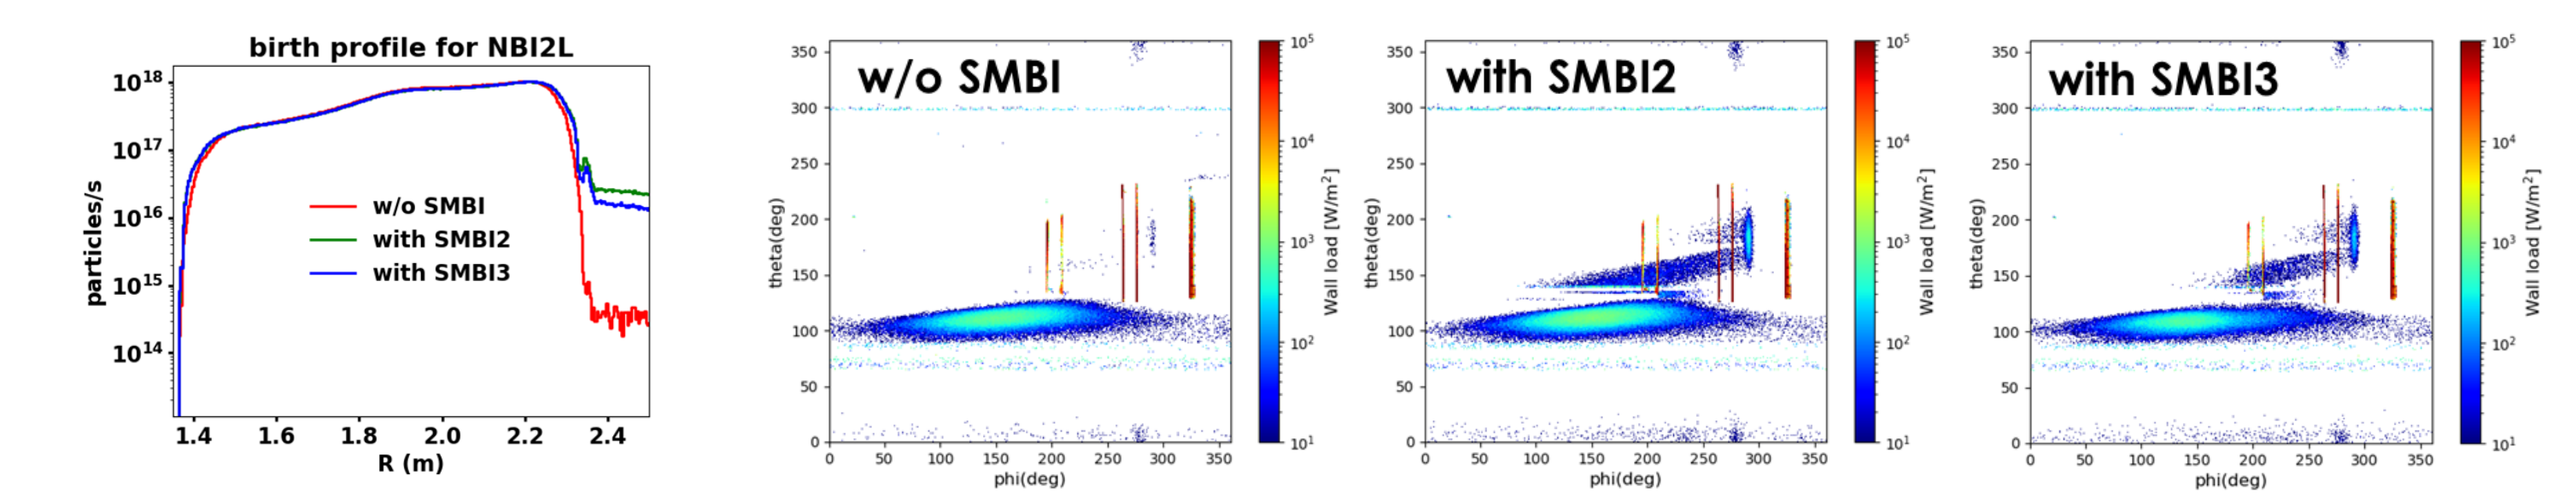 birth profile for NBI2L
particles/s
10^18
10^17
10^16
10^15
10^14
w/o SMBI
with SMBI2
with SMBI3
1.4 1.6 1.8 2.0 2.2 2.4
R (m)
w/o SMBI
theta(deg)
350
300
250
200
150
100
50
0
0 50 100 150 200 250 300 350
phi(deg)
10^5
10^4
10^3
10^2
10^1
Wall load [W/m^2]
with SMBI2
theta(deg)
350
300
250
200
150
100
50
0
0 50 100 150 200 250 300 350
phi(deg)
10^5
10^4
10^3
10^2
10^1
Wall load [W/m^2]
with SMBI3
theta(deg)
350
300
250
200
150
100
50
0
0 50 100 150 200 250 300 350
phi(deg)
10^5
10^4
10^3
10^2
10^1
Wall load [W/m^2]